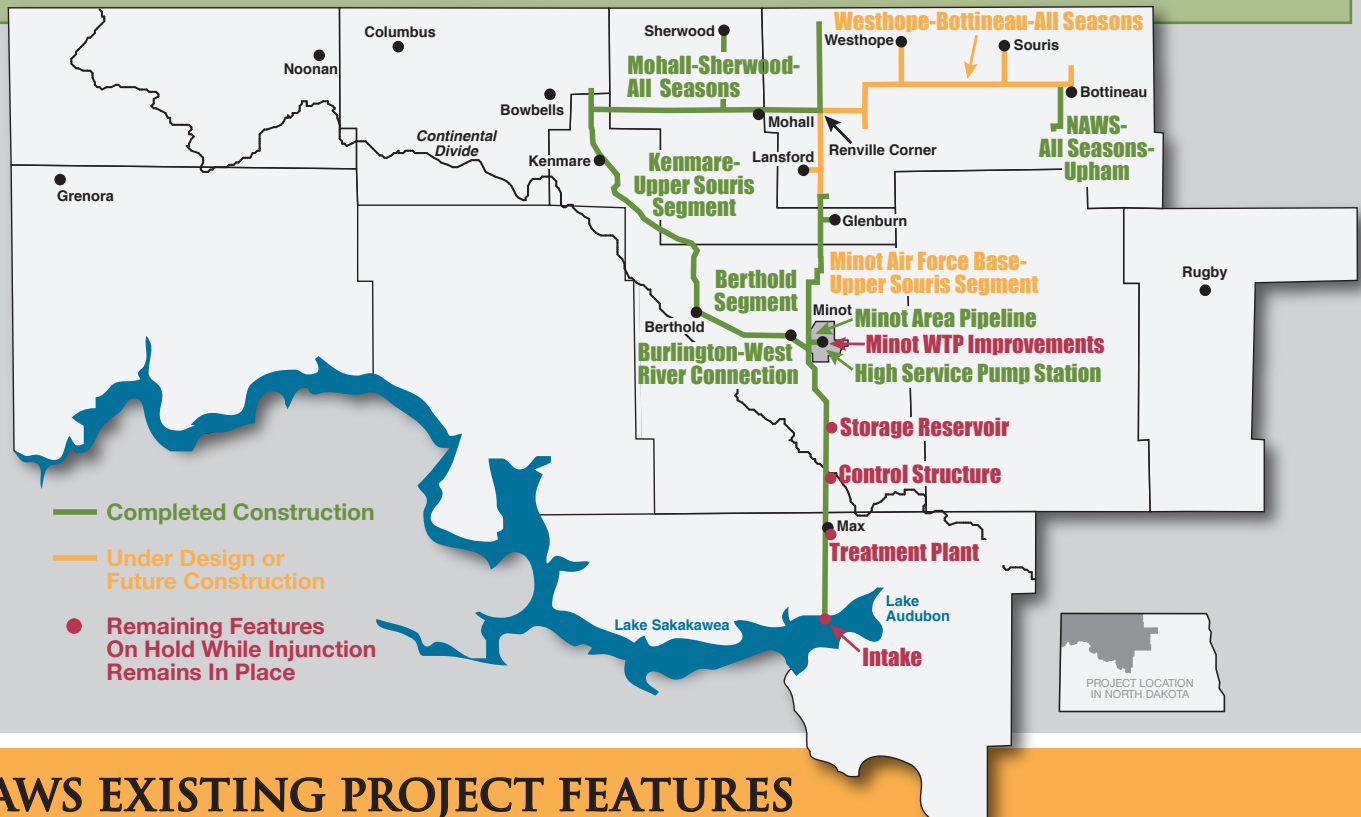 Westhope-Bottineau-All Seasons
Columbus
Sherwood
Westhope
Souris
Noonan
Mohall-Sherwood-
All Seasons
Bottineau
Bowbells
Mohall
NAWS-
All Seasons-
Upham
Continental
Divide
Renville Corner
Kenmare
Kenmare-
Upper Souris
Segment
Lansford
Grenora
Glenburn
Minot Air Force Base-
Upper Souris Segment
Rugby
Berthold
Segment
Minot
Minot Area Pipeline
Berthold
Minot WTP Improvements
Burlington-West
River Connection
High Service Pump Station
Storage Reservoir
Control Structure
Completed Construction
Max
Treatment Plant
Under Design or
Future Construction
Lake
Audubon
Lake Sakakawea
Remaining Features
On Hold While Injunction
Remains In Place
Intake
PROJECT LOCATION
IN NORTH DAKOTA
AWS EXISTING PROJECT FEATURES